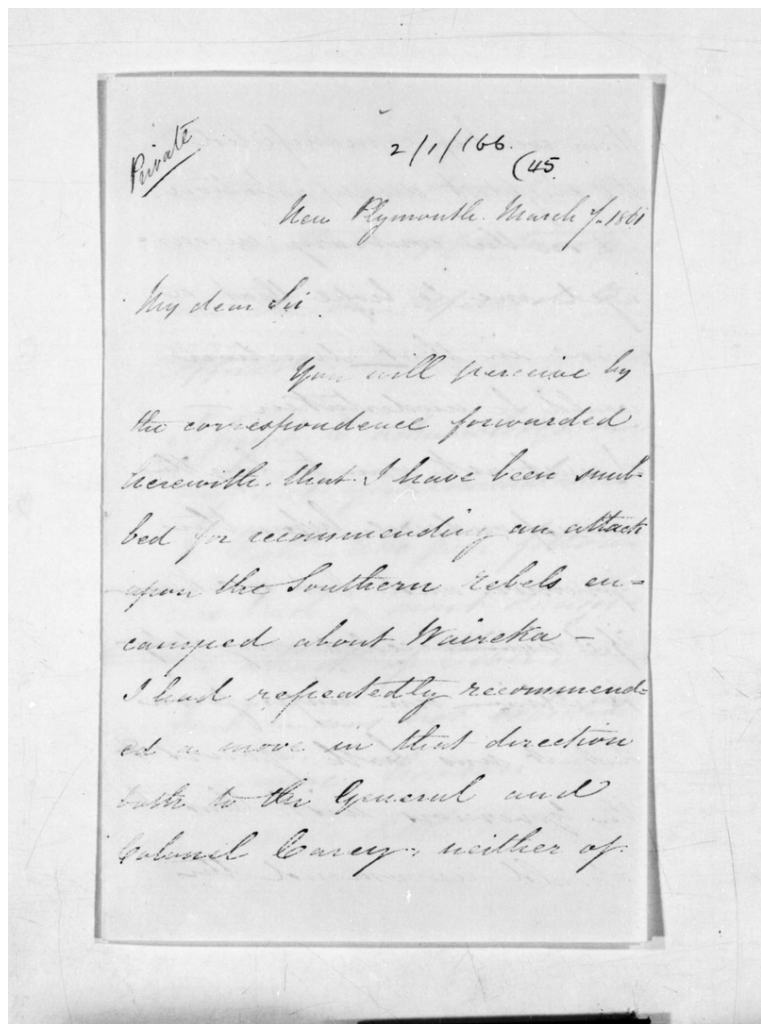 Private
2/1/166.
(45
New Plymouth. March 7/. 1861
My dear Sir.
You will perceive by
the correspondence forwarded
herewith. that I have been snub-
bed for recommending an attack
upon the Southern rebels en=
camped about Waireka –
I had repeatedly recommend=
ed a move in that direction
both to the General and
Colonel Carey, neither of